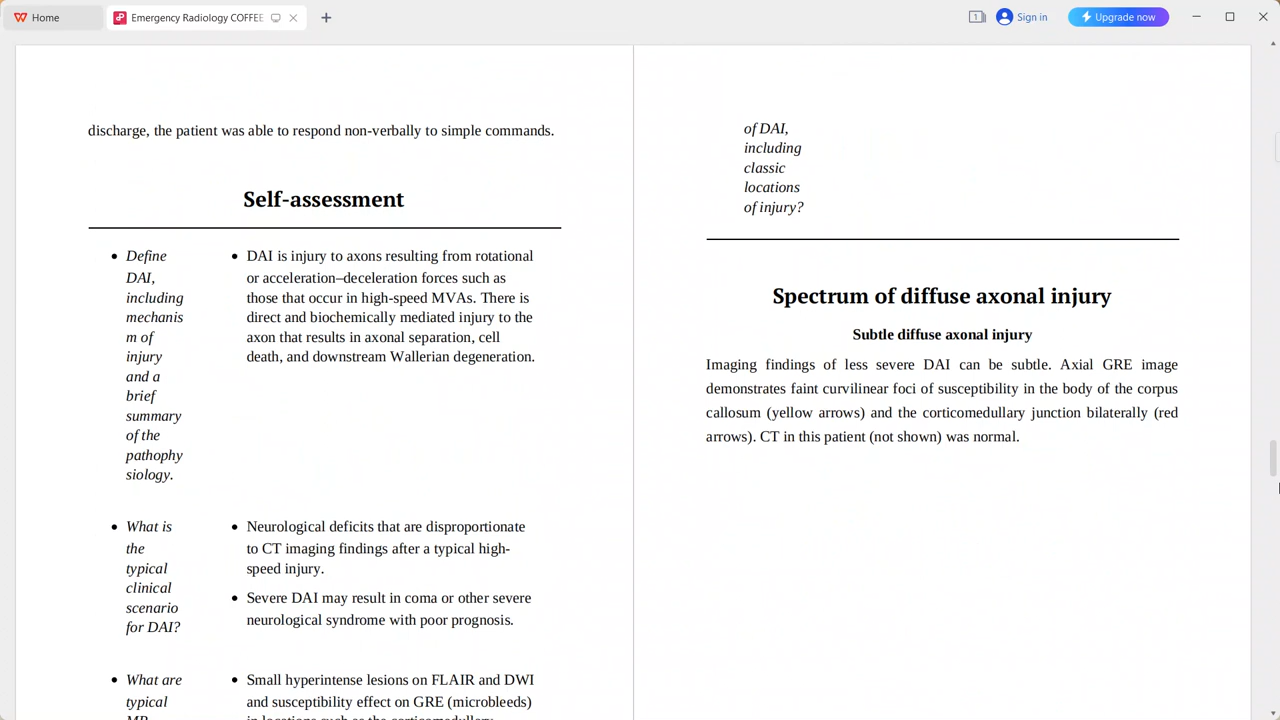 Home
Emergency Radiology COFFEE
Sign in
Upgrade now
discharge, the patient was able to respond non-verbally to simple commands.
Self-assessment
• Define
DAI,
including
mechanis
m of
injury
and a
brief
summary
of the
pathophy
siology.
• DAI is injury to axons resulting from rotational
or acceleration–deceleration forces such as
those that occur in high-speed MVAs. There is
direct and biochemically mediated injury to the
axon that results in axonal separation, cell
death, and downstream Wallerian degeneration.
• What is
the
typical
clinical
scenario
for DAI?
• Neurological deficits that are disproportionate
to CT imaging findings after a typical high-
speed injury.
• Severe DAI may result in coma or other severe
neurological syndrome with poor prognosis.
• What are
typical
MR
• Small hyperintense lesions on FLAIR and DWI
and susceptibility effect on GRE (microbleeds)
in locations such as the corticomedullary
of DAI,
including
classic
locations
of injury?
Spectrum of diffuse axonal injury
Subtle diffuse axonal injury
Imaging findings of less severe DAI can be subtle. Axial GRE image
demonstrates faint curvilinear foci of susceptibility in the body of the corpus
callosum (yellow arrows) and the corticomedullary junction bilaterally (red
arrows). CT in this patient (not shown) was normal.